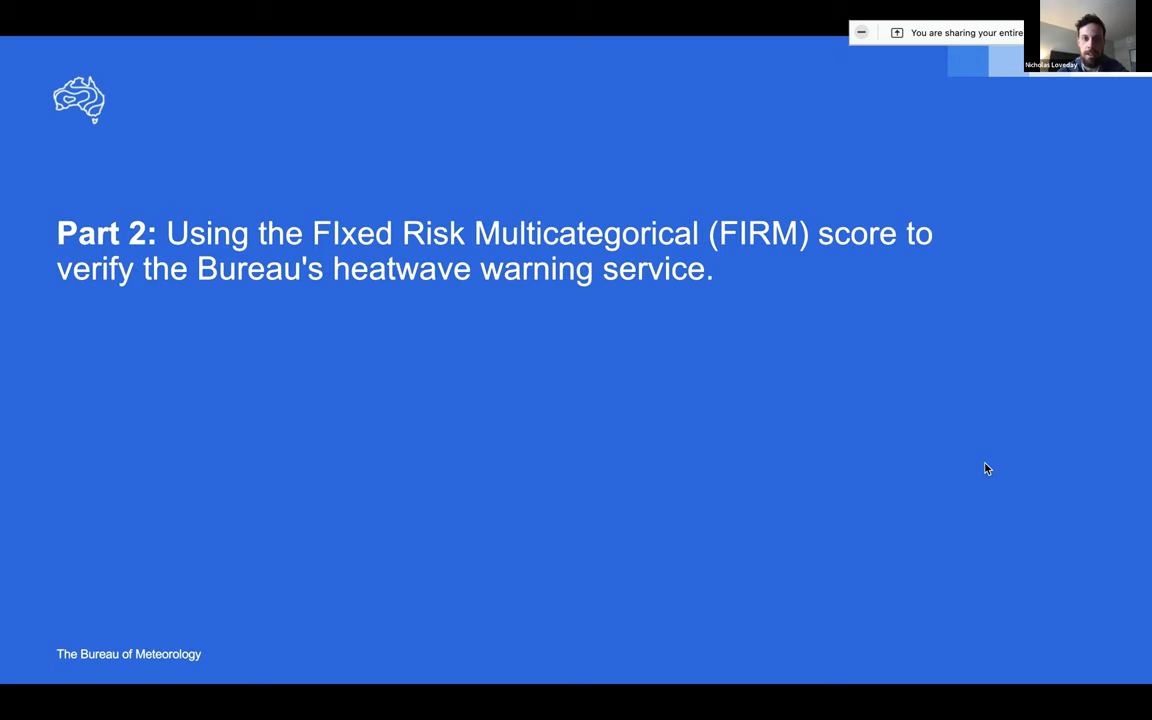 You are sharing your entire
Nicholas Loveday
Part 2: Using the FIxed Risk Multicategorical (FIRM) score to
verify the Bureau's heatwave warning service.
The Bureau of Meteorology